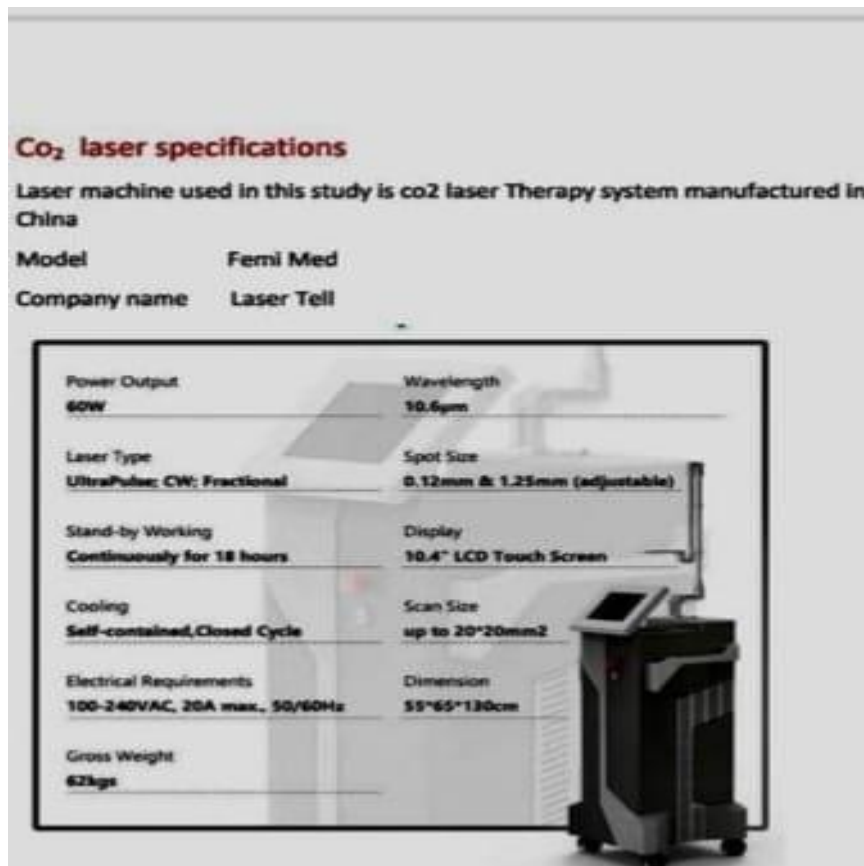 Co₂ laser specifications
Laser machine used in this study is co2 laser Therapy system manufactured in
China
Model Femi Med
Company name Laser Tell
Power Output
60W
Wavelength
10.6μm
Laser Type
UltraPulse; CW; Fractional
Spot Size
0.12mm & 1.25mm (adjustable)
Stand-by Working
Continuously for 18 hours
Display
10.4" LCD Touch Screen
Cooling
Self-contained,Closed Cycle
Scan Size
up to 20*20mm2
Electrical Requirements
100-240VAC, 20A max., 50/60Hz
Dimension
55*65*130cm
Gross Weight
62kgs